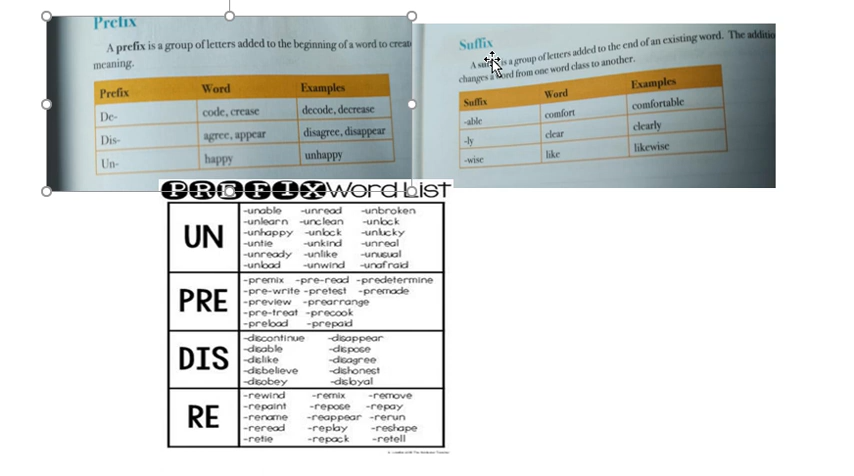 Prefix
A prefix is a group of letters added to the beginning of a word to create
meaning.
Prefix Word Examples
De- code, crease decode, decrease
Dis- agree, appear disagree, disappear
Un- happy unhappy
Suffix
A suffix is a group of letters added to the end of an existing word. The additio
changes a word from one word class to another.
Suffix Word Examples
-able comfort comfortable
-ly clear clearly
-wise like likewise
PREFIX Word List
UN
-unable -unread -unbroken
-unlearn -unclean -unlock
-unhappy -unlock -unlucky
-untie -unkind -unreal
-unready -unlike -unusual
-unload -unwind -unafraid
PRE
-premix -pre-read -predetermine
-pre-write -pretest -premade
-preview -prearrange
-pre-treat -precook
-preload -prepaid
DIS
-discontinue -disappear
-disable -dispose
-dislike -disagree
-disbelieve -dishonest
-disobey -disloyal
RE
-rewind -remix -remove
-repaint -repose -repay
-rename -reappear -rerun
-reread -replay -reshape
-retie -repack -retell